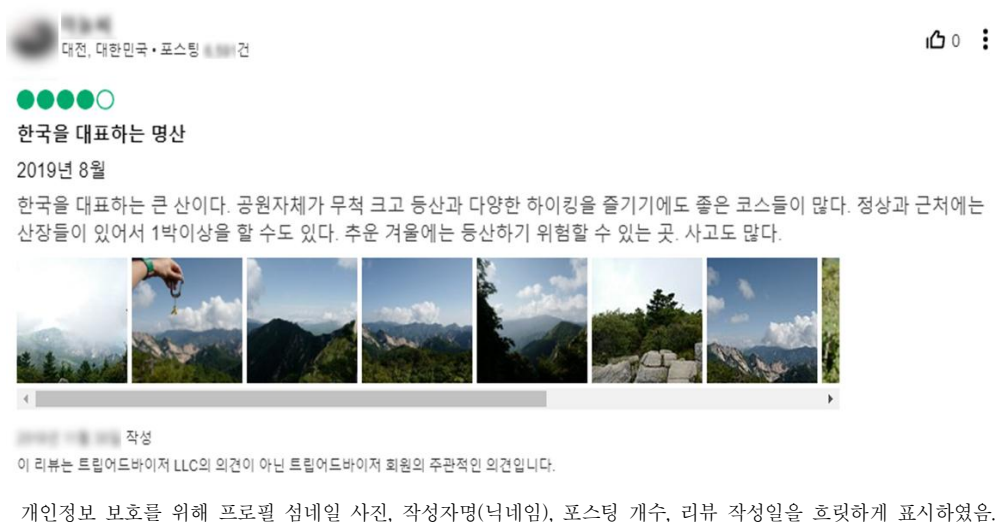 대전, 대한민국 • 포스팅 건
0
한국을 대표하는 명산
2019년 8월
한국을 대표하는 큰 산이다. 공원자체가 무척 크고 등산과 다양한 하이킹을 즐기기에도 좋은 코스들이 많다. 정상과 근처에는
산장들이 있어서 1박이상을 할 수도 있다. 추운 겨울에는 등산하기 위험할 수 있는 곳. 사고도 많다.
작성
이 리뷰는 트립어드바이저 LLC의 의견이 아닌 트립어드바이저 회원의 주관적인 의견입니다.
개인정보 보호를 위해 프로필 섬네일 사진, 작성자명(닉네임), 포스팅 개수, 리뷰 작성일을 흐릿하게 표시하였음.